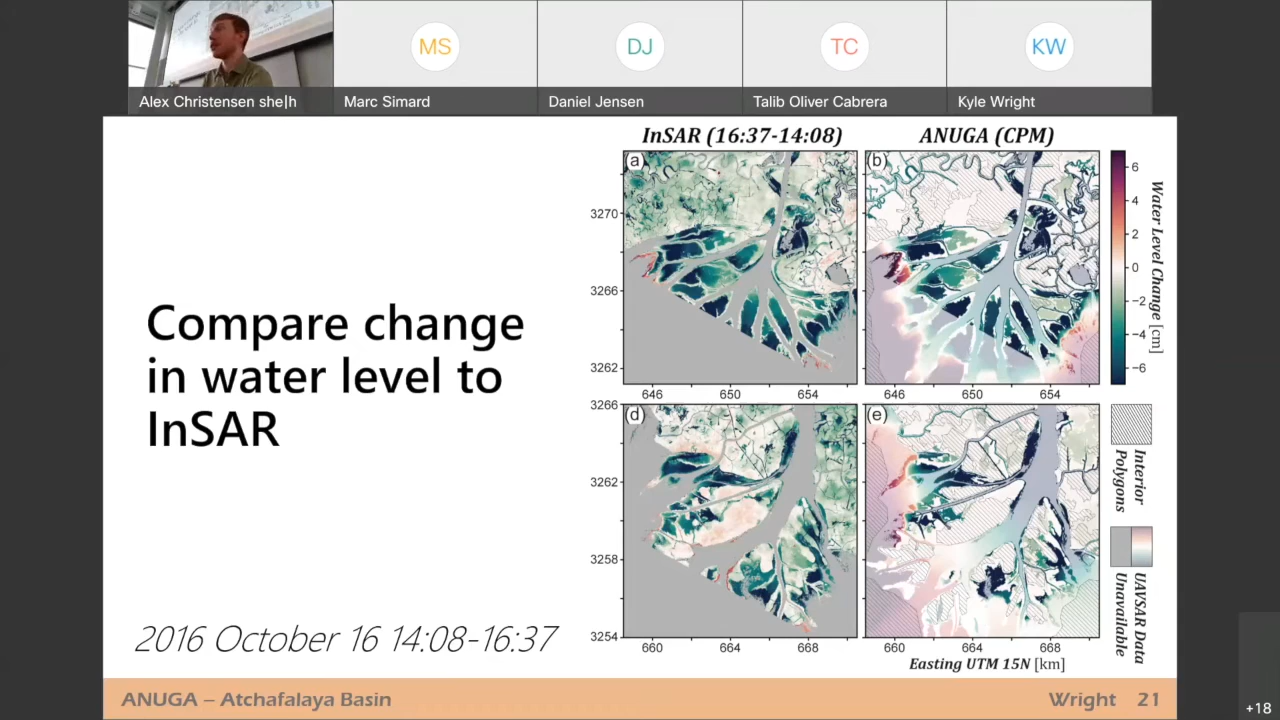 MS
DJ
TC
KW
Alex Christensen she|h
Marc Simard
Daniel Jensen
Talib Oliver Cabrera
Kyle Wright
Compare change
in water level to
InSAR
2016 October 16 14:08-16:37
InSAR (16:37-14:08)
ANUGA (CPM)
(a)
(b)
3270
3266
3262
646
650
654
646
650
654
6
4
2
0
−2
−4
−6
Water Level Change [cm]
(d)
(e)
3266
3262
3258
3254
660
664
668
660
664
668
Easting UTM 15N [km]
Interior
Polygons
UAVSAR Data
Unavailable
ANUGA – Atchafalaya Basin
Wright 21
+18